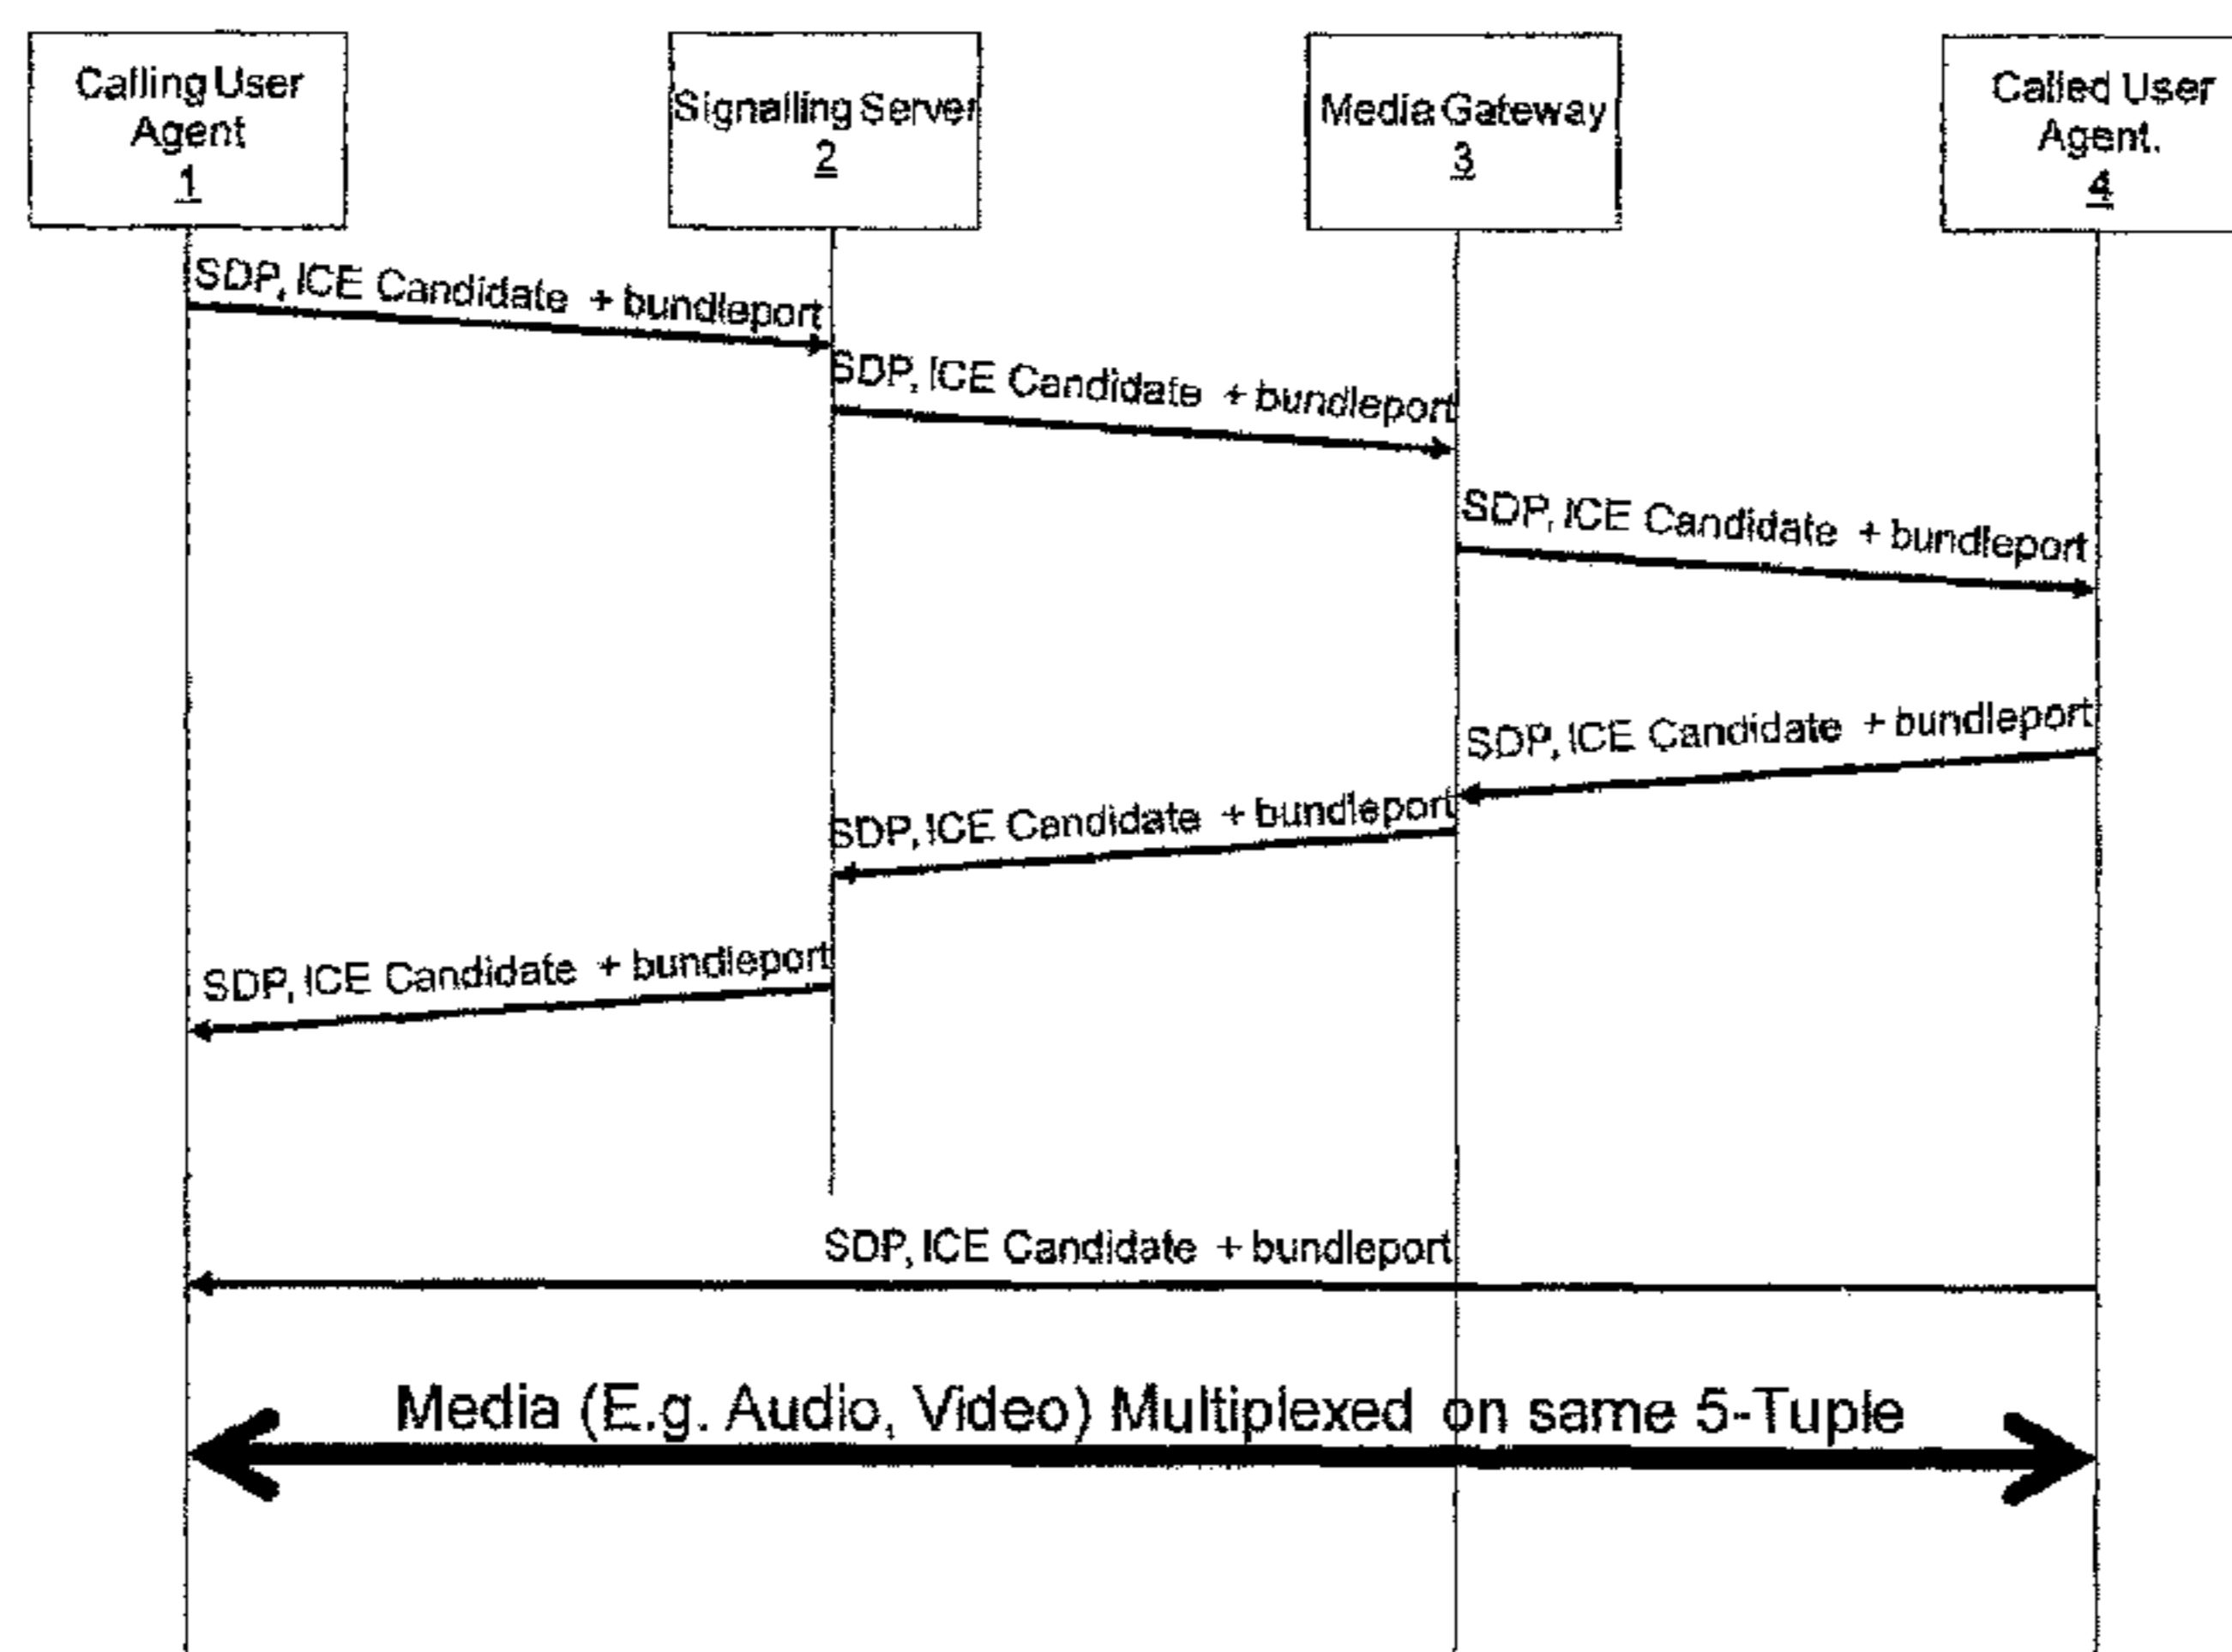 Calling User
Agent
1
Signalling Server
2
Media Gateway
3
Called User
Agent.
4
SDP, ICE Candidate + bundleport
SDP, ICE Candidate + bundleport
SDP, ICE Candidate + bundleport
SDP, ICE Candidate + bundleport
SDP, ICE Candidate + bundleport
SDP, ICE Candidate + bundleport
SDP, ICE Candidate + bundleport
Media (E.g. Audio, Video) Multiplexed on same 5-Tuple